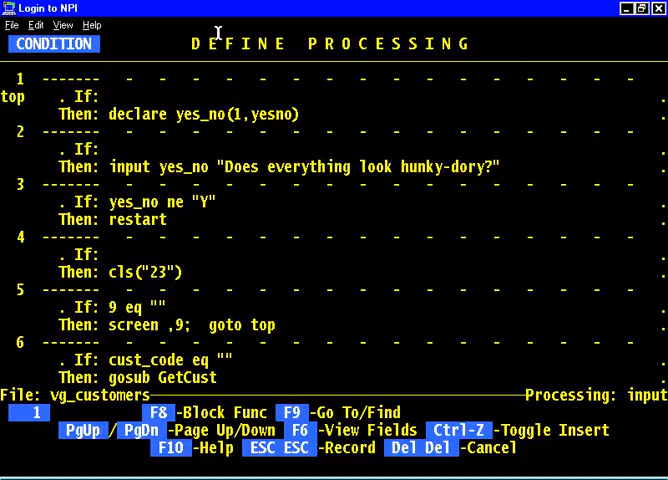 Login to NPI
File Edit View Help
CONDITION D E F I N E P R O C E S S I N G
1 ------- - - - - - - - - - - - - - - - - - -
top . If: .
Then: declare yes_no(1,yesno) .
2 ------- - - - - - - - - - - - - - - - - - -
. If: .
Then: input yes_no "Does everything look hunky-dory?" .
3 ------- - - - - - - - - - - - - - - - - - -
. If: yes_no ne "Y" .
Then: restart .
4 ------- - - - - - - - - - - - - - - - - - -
. If: .
Then: cls("23") .
5 ------- - - - - - - - - - - - - - - - - - -
. If: 9 eq "" .
Then: screen ,9; goto top .
6 ------- - - - - - - - - - - - - - - - - - -
. If: cust_code eq "" .
Then: gosub GetCust .
File: vg_customers Processing: input
1 F8 -Block Func F9 -Go To/Find
PgUp / PgDn -Page Up/Down F6 -View Fields Ctrl-Z -Toggle Insert
F10 -Help ESC ESC -Record Del Del -Cancel